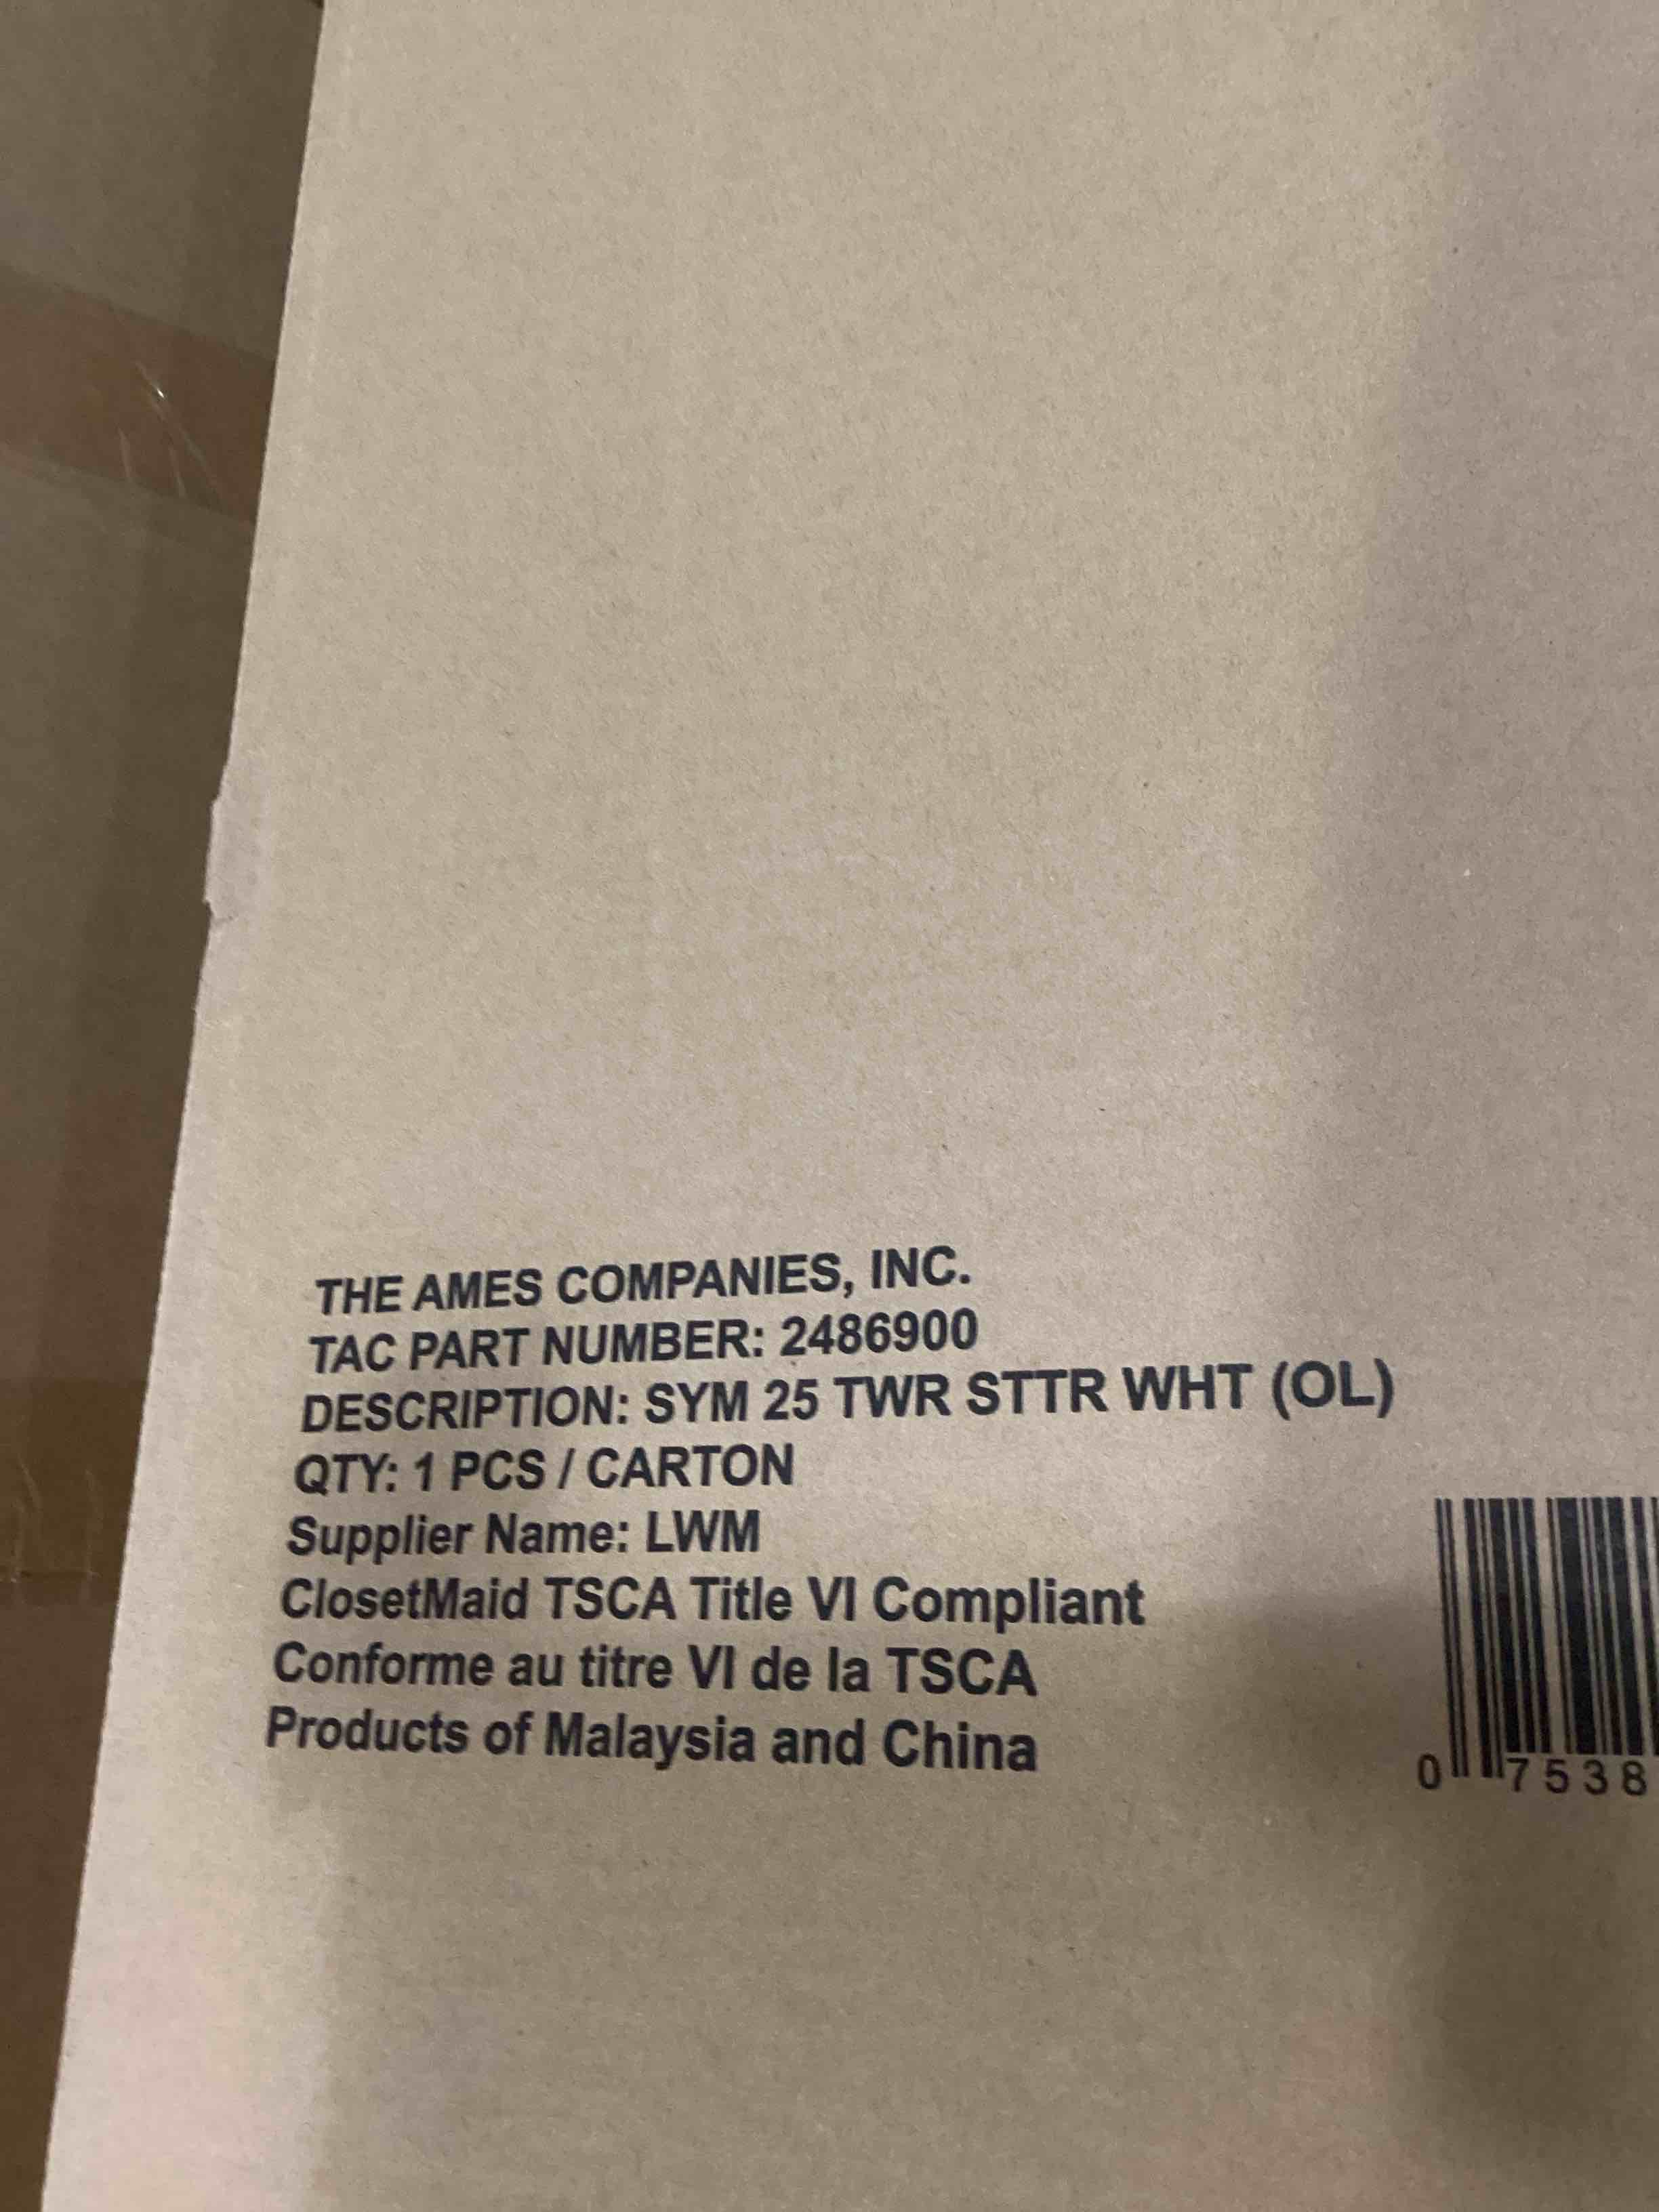 THE AMES COMPANIES, INC.
TAC PART NUMBER: 2486900
DESCRIPTION: SYM 25 TWR STTR WHT (OL)
QTY: 1 PCS / CARTON
Supplier Name: LWM
ClosetMaid TSCA Title VI Compliant
Conforme au titre VI de la TSCA
Products of Malaysia and China
0 7538